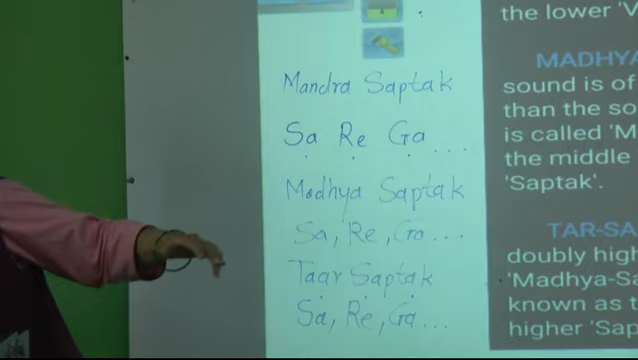 Mandra Saptak
Sa Re Ga ...
Madhya Saptak
Sa, Re, Ga ...
Taar Saptak
Sa, Re, Ga ...
the lower 'V
MADHYA
sound is of
than the so
is called 'M
the middle
'Saptak'.
TAR-SA
doubly high
'Madhya-Sa
known as t
higher 'Sap